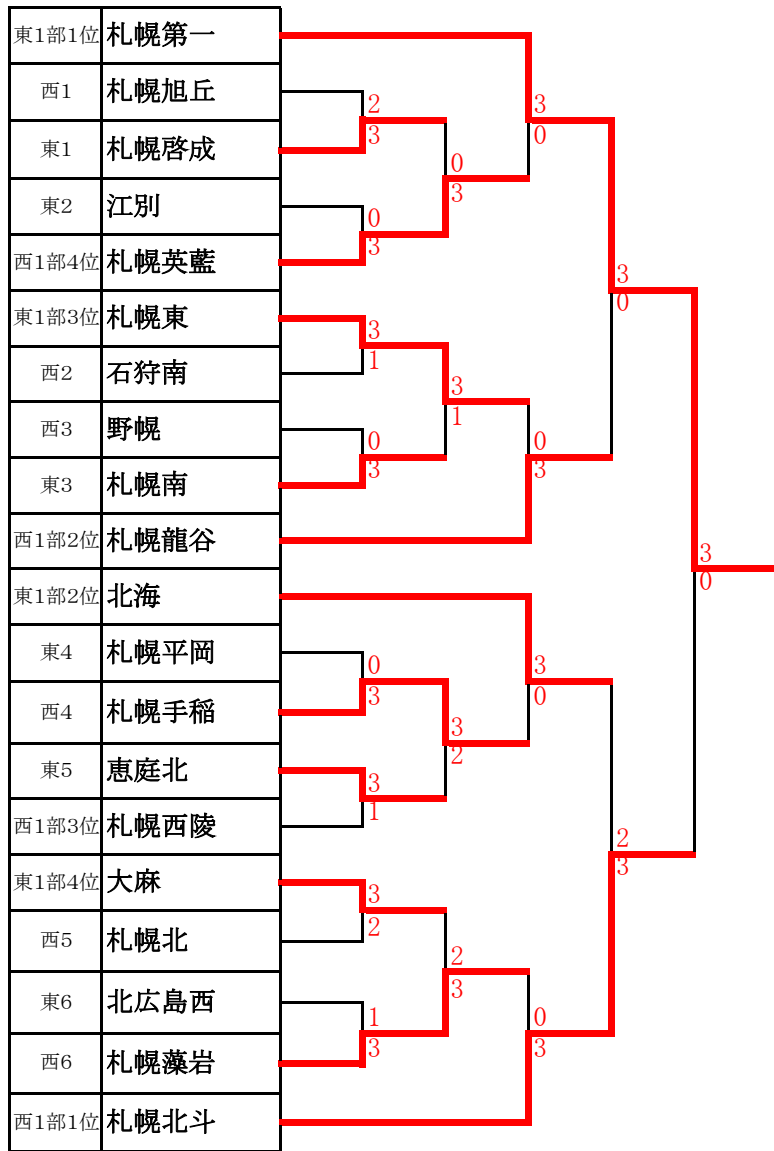 東1部1位 札幌第一
西1 札幌旭丘
東1 札幌啓成
東2 江別
西1部4位 札幌英藍
東1部3位 札幌東
西2 石狩南
西3 野幌
東3 札幌南
西1部2位 札幌龍谷
東1部2位 北海
東4 札幌平岡
西4 札幌手稲
東5 恵庭北
西1部3位 札幌西陵
東1部4位 大麻
西5 札幌北
東6 北広島西
西6 札幌藻岩
西1部1位 札幌北斗
2
3
0
3
3
1
0
3
0
3
3
1
3
2
1
3
0
3
3
1
3
2
2
3
3
0
0
3
3
0
0
3
3
0
2
3
3
0